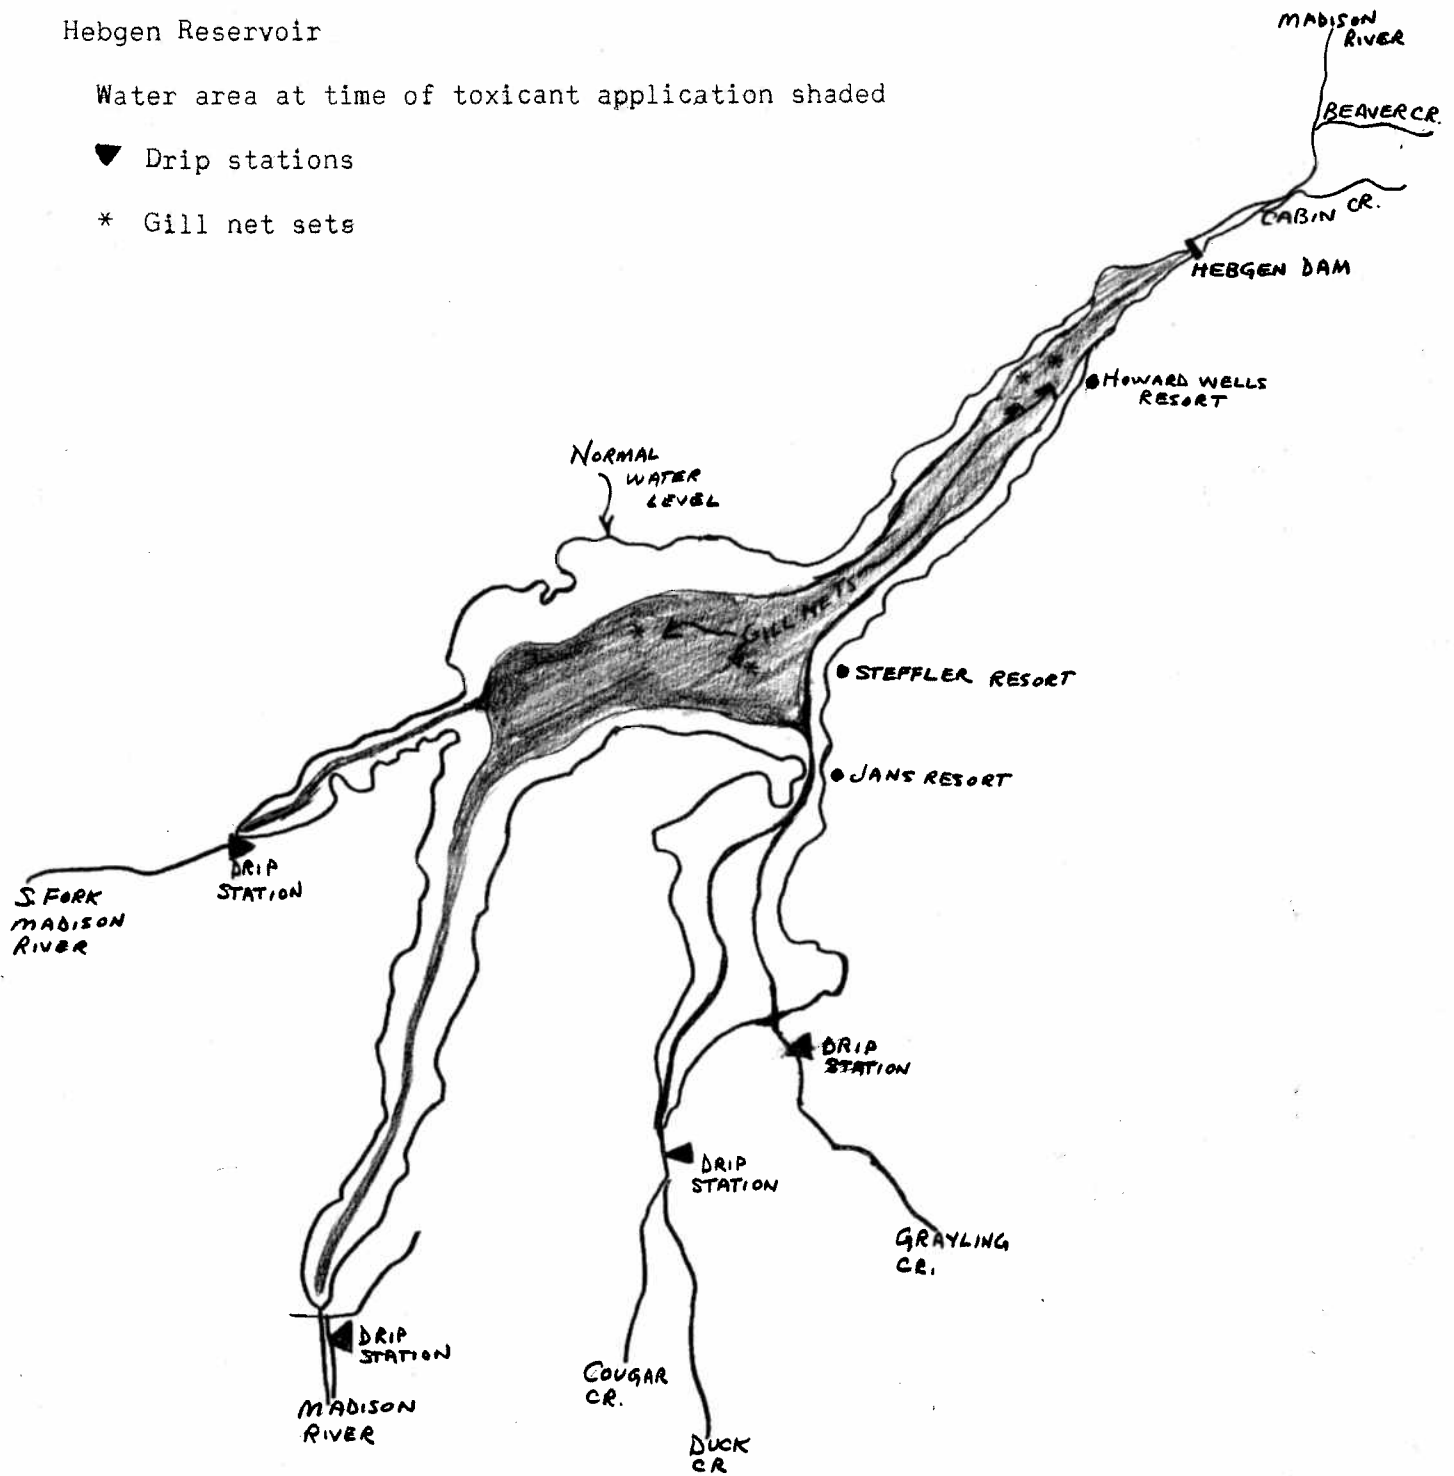 Hebgen Reservoir
Water area at time of toxicant application shaded
▼ Drip stations
* Gill net sets
MADISON
RIVER
BEAVER CR.
CABIN CR.
HEBGEN DAM
HOWARD WELLS
RESORT
NORMAL
WATER
LEVEL
GILL NETS
STEFFLER RESORT
JANS RESORT
DRIP
STATION
S. FORK
MADISON
RIVER
DRIP
STATION
DRIP
STATION
GRAYLING
CR.
DRIP
STATION
MADISON
RIVER
COUGAR
CR.
DUCK
CR